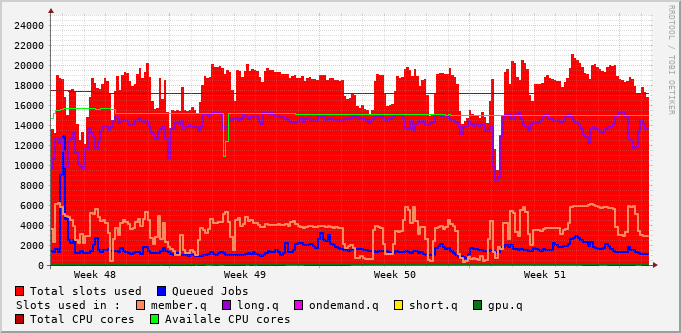 RRDTOOL / TOBI OETIKER
24000
22000
20000
18000
16000
14000
12000
10000
8000
6000
4000
2000
0
Week 48 Week 49 Week 50 Week 51
Total slots used Queued Jobs
Slots used in : member.q long.q ondemand.q short.q gpu.q
Total CPU cores Availale CPU cores